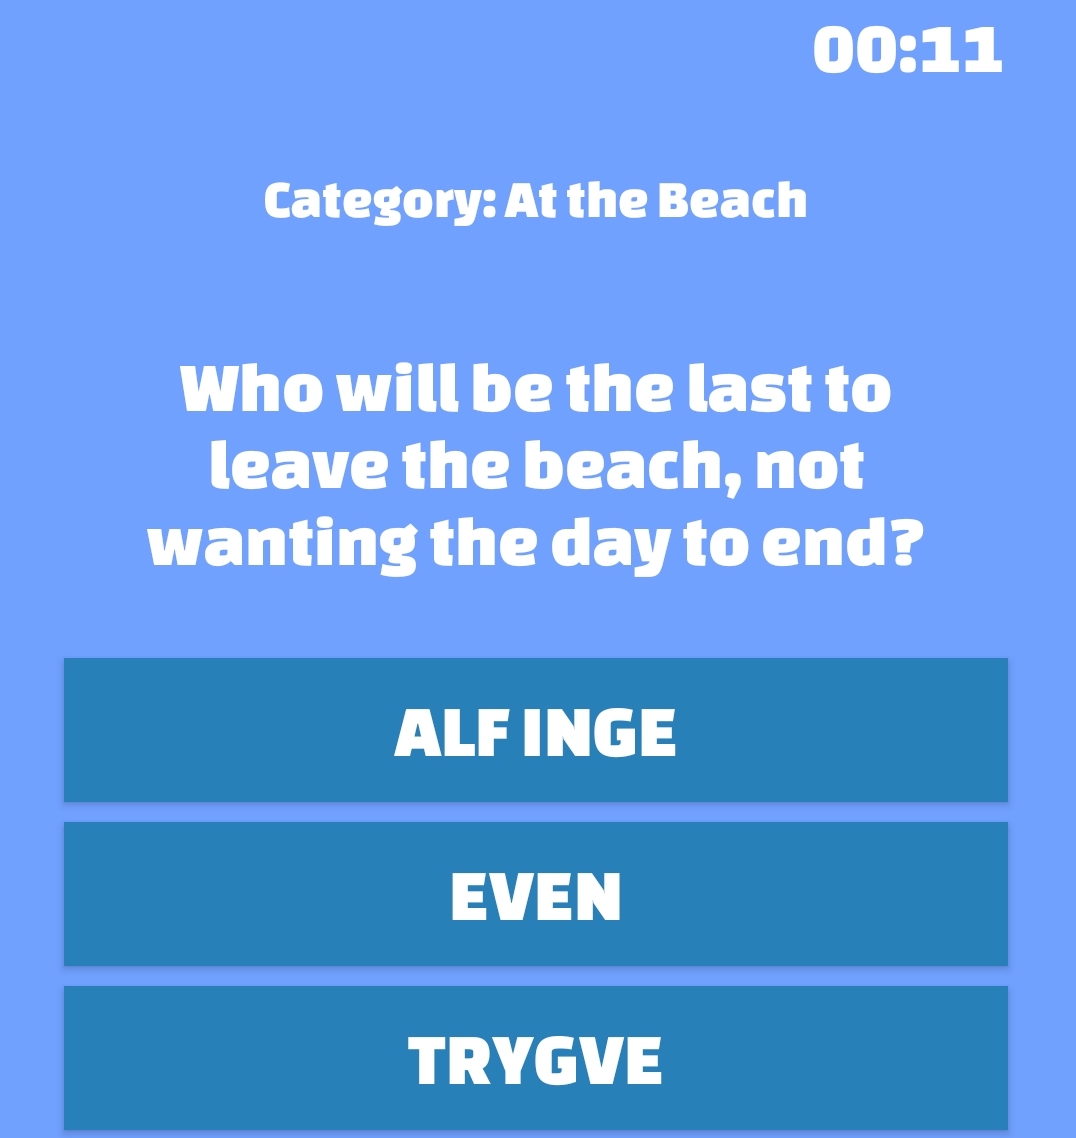 00:11
Category: At the Beach
Who will be the last to
leave the beach, not
wanting the day to end?
ALF INGE
EVEN
TRYGVE